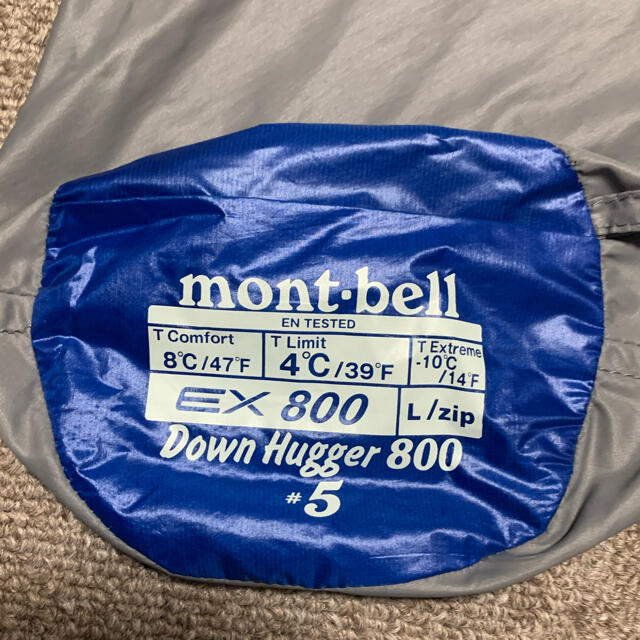 mont-bell
EN TESTED
T Comfort T Limit T Extreme
8℃/47°F 4℃/39°F -10℃/14°F
EX 800 L/zip
Down Hugger 800
#5